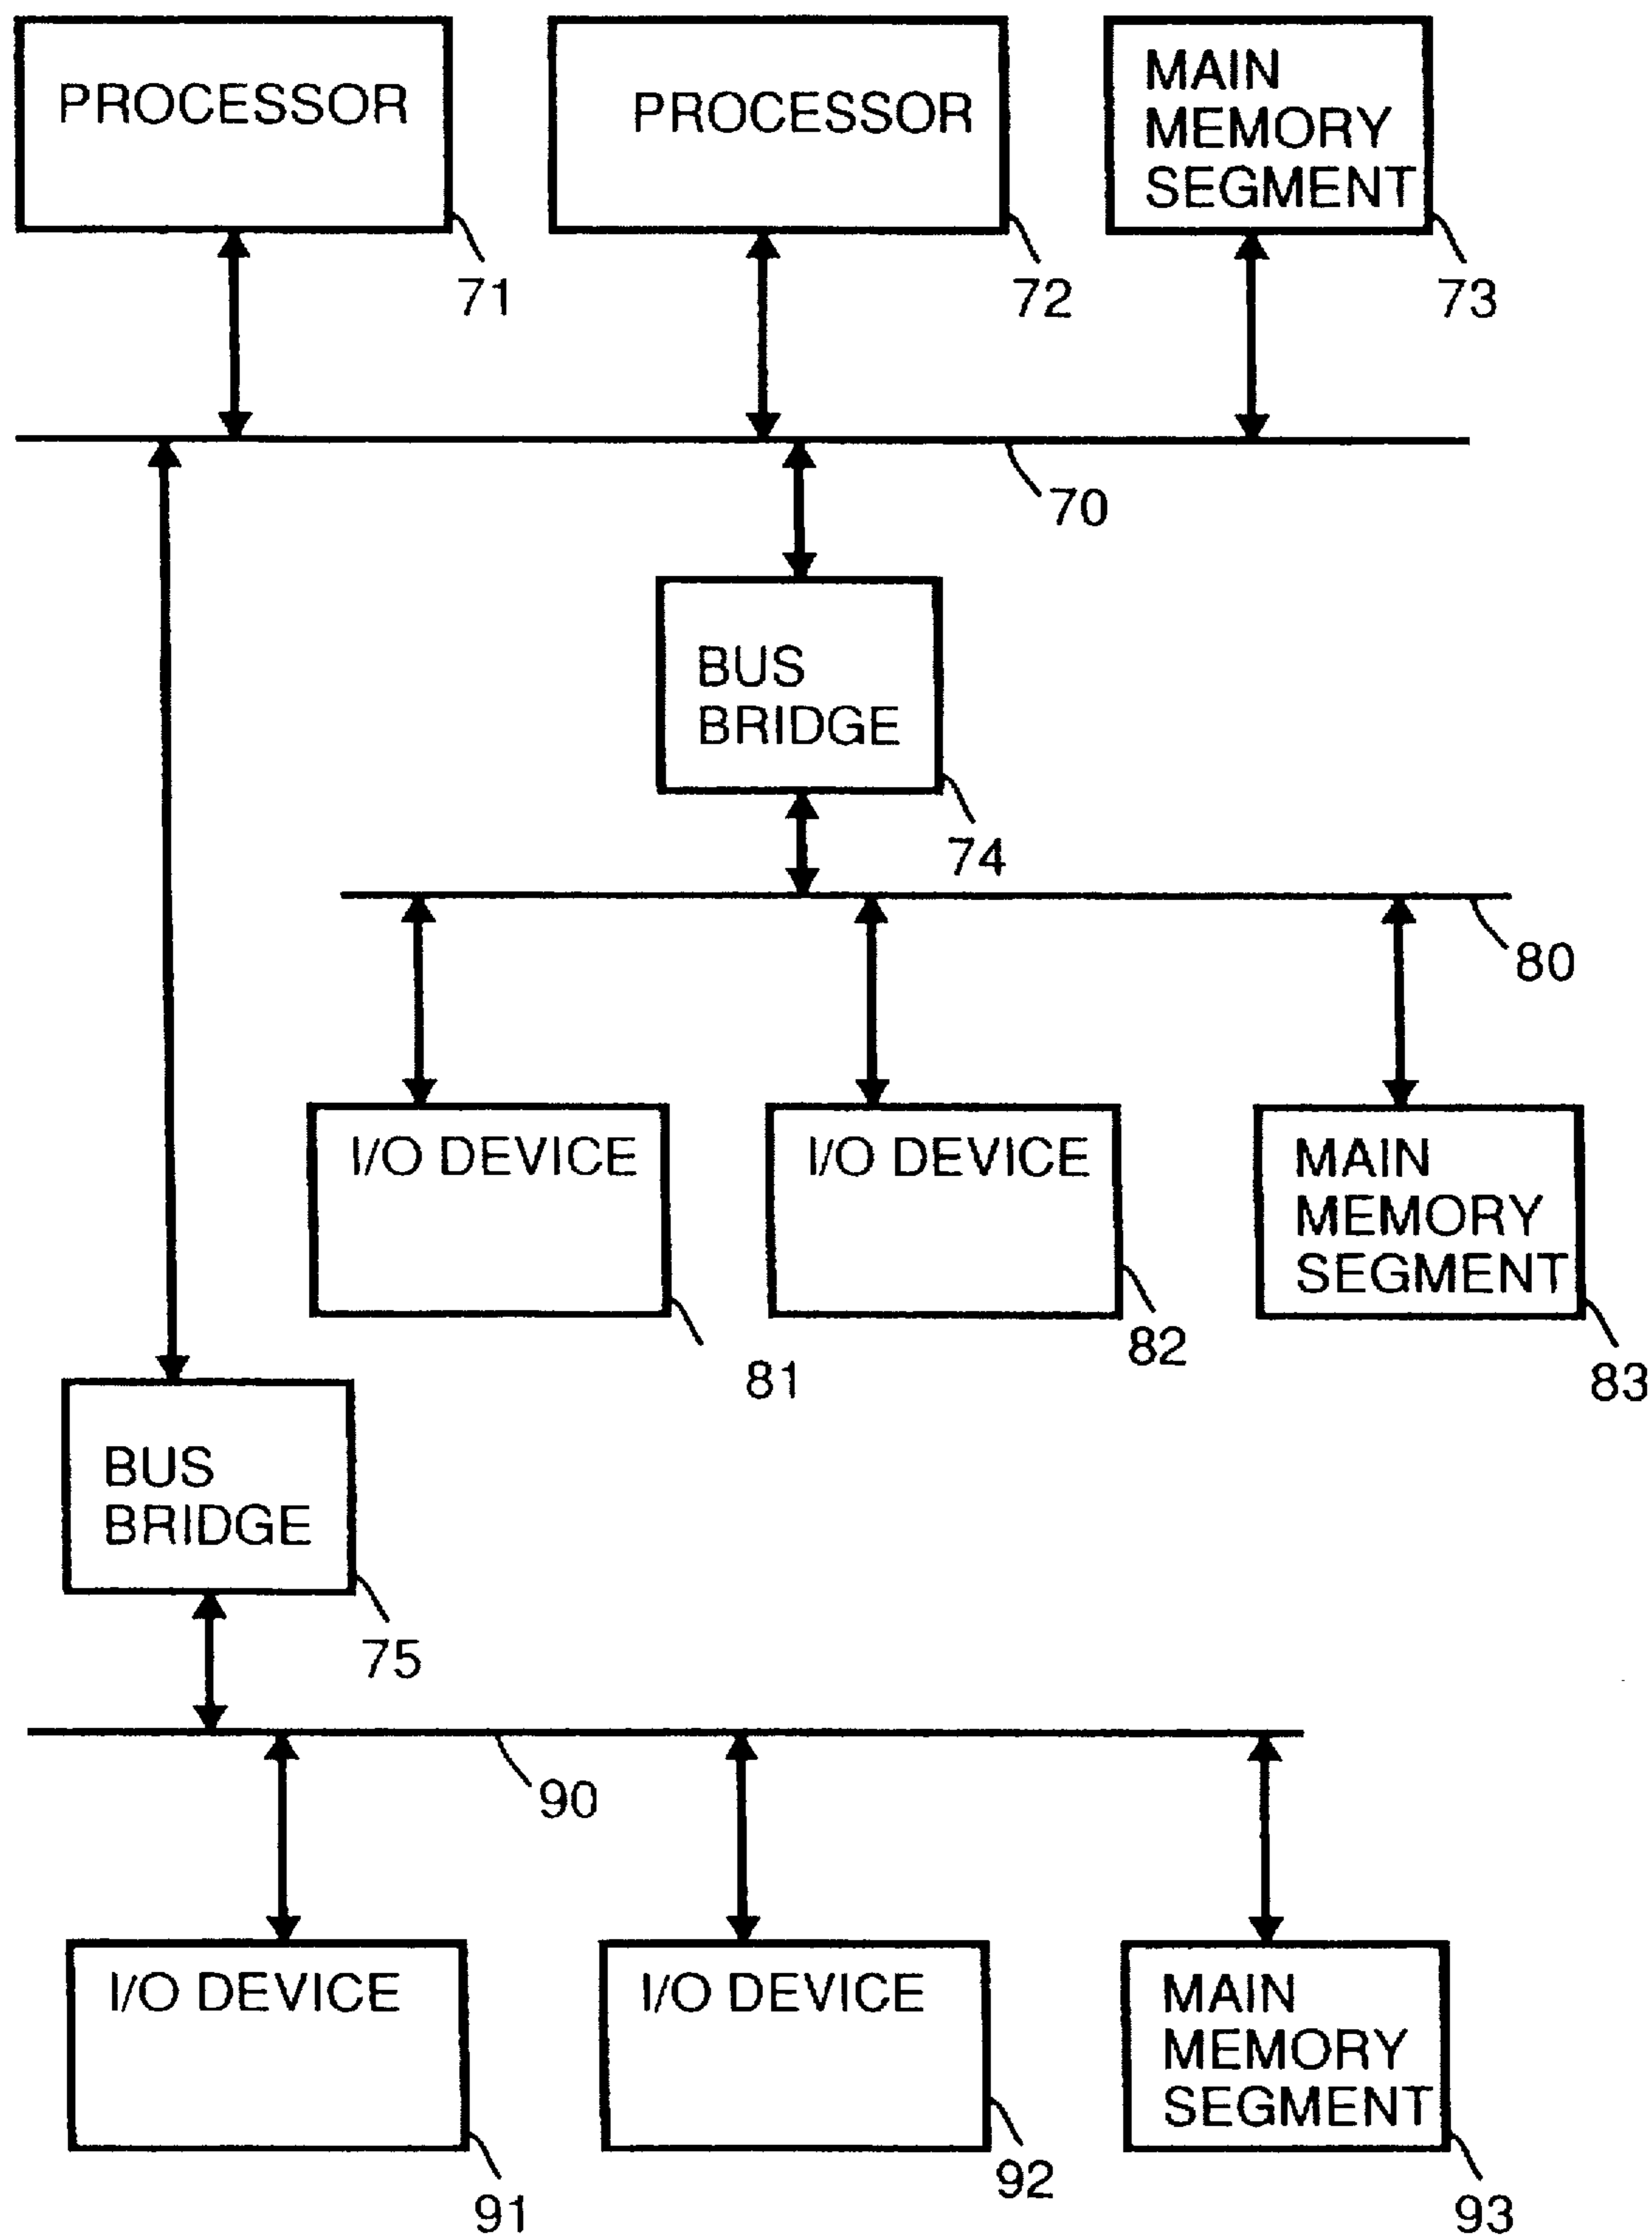 PROCESSOR
PROCESSOR
MAIN
MEMORY
SEGMENT
71
72
73
70
BUS
BRIDGE
74
80
I/O DEVICE
I/O DEVICE
MAIN
MEMORY
SEGMENT
81
82
83
BUS
BRIDGE
75
90
I/O DEVICE
I/O DEVICE
MAIN
MEMORY
SEGMENT
91
92
93